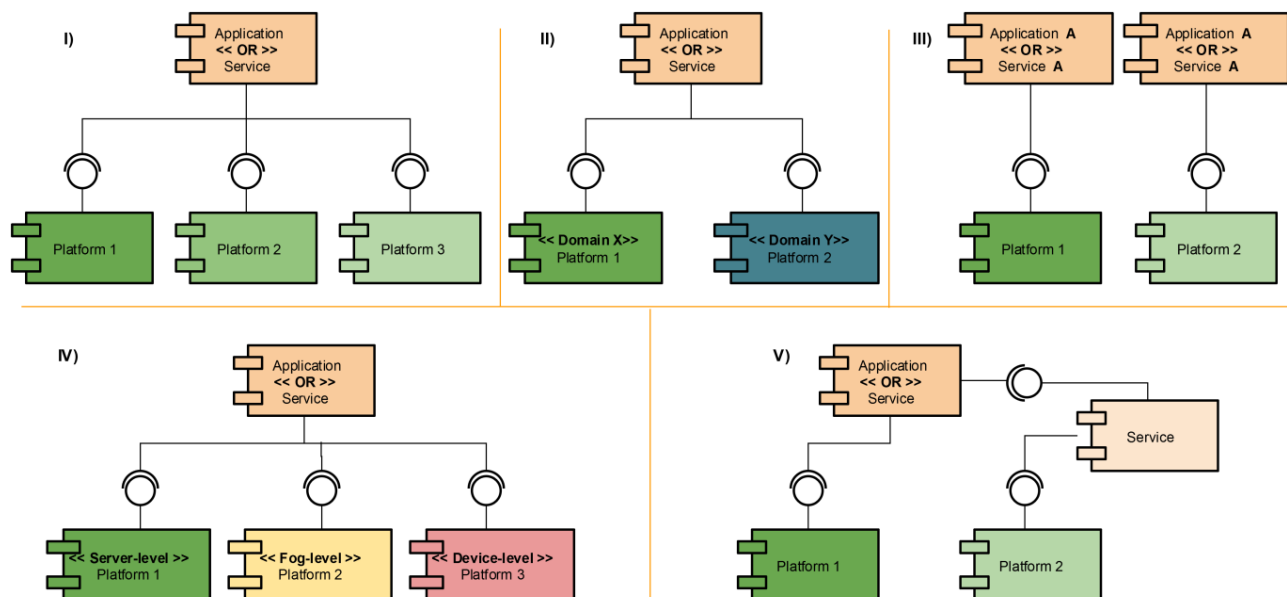 I)
Application
<< OR >>
Service
Platform 1
Platform 2
Platform 3
II)
Application
<< OR >>
Service
<< Domain X>>
Platform 1
<< Domain Y>>
Platform 2
III)
Application A
<< OR >>
Service A
Application A
<< OR >>
Service A
Platform 1
Platform 2
IV)
Application
<< OR >>
Service
<< Server-level >>
Platform 1
<< Fog-level >>
Platform 2
<< Device-level >>
Platform 3
V)
Application
<< OR >>
Service
Service
Platform 1
Platform 2